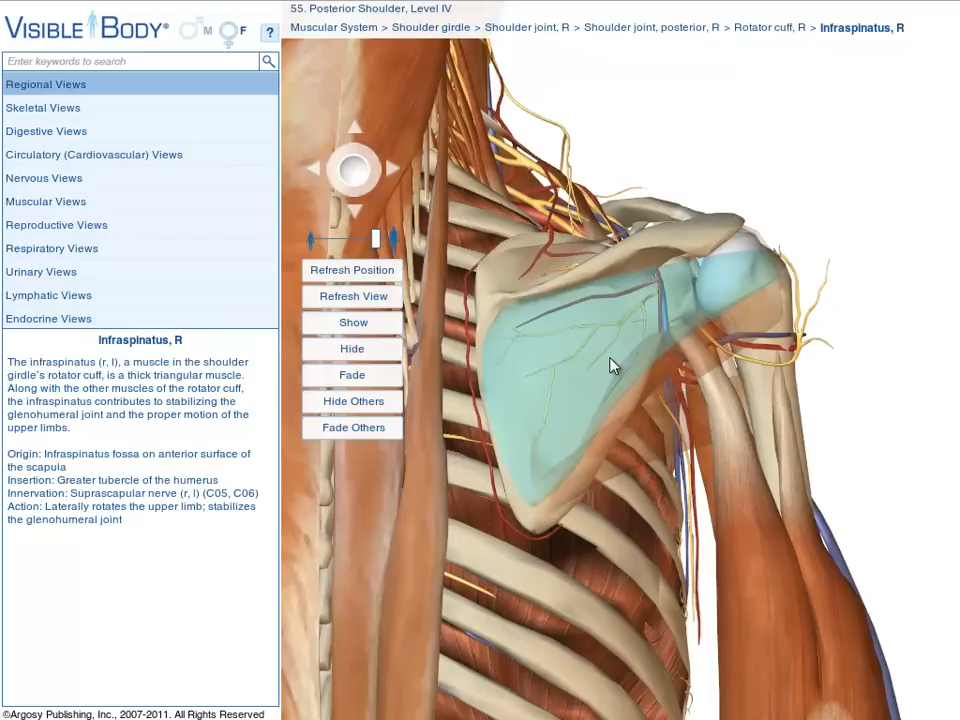 VISIBLE BODY®
M
F
?
Enter keywords to search
Regional Views
Skeletal Views
Digestive Views
Circulatory (Cardiovascular) Views
Nervous Views
Muscular Views
Reproductive Views
Respiratory Views
Urinary Views
Lymphatic Views
Endocrine Views
Infraspinatus, R
The infraspinatus (r, l), a muscle in the shoulder
girdle's rotator cuff, is a thick triangular muscle.
Along with the other muscles of the rotator cuff,
the infraspinatus contributes to stabilizing the
glenohumeral joint and the proper motion of the
upper limbs.
Origin: Infraspinatus fossa on anterior surface of
the scapula
Insertion: Greater tubercle of the humerus
Innervation: Suprascapular nerve (r, l) (C05, C06)
Action: Laterally rotates the upper limb; stabilizes
the glenohumeral joint
©Argosy Publishing, Inc., 2007-2011. All Rights Reserved
55. Posterior Shoulder, Level IV
Muscular System > Shoulder girdle > Shoulder joint, R > Shoulder joint, posterior, R > Rotator cuff, R > Infraspinatus, R
Refresh Position
Refresh View
Show
Hide
Fade
Hide Others
Fade Others